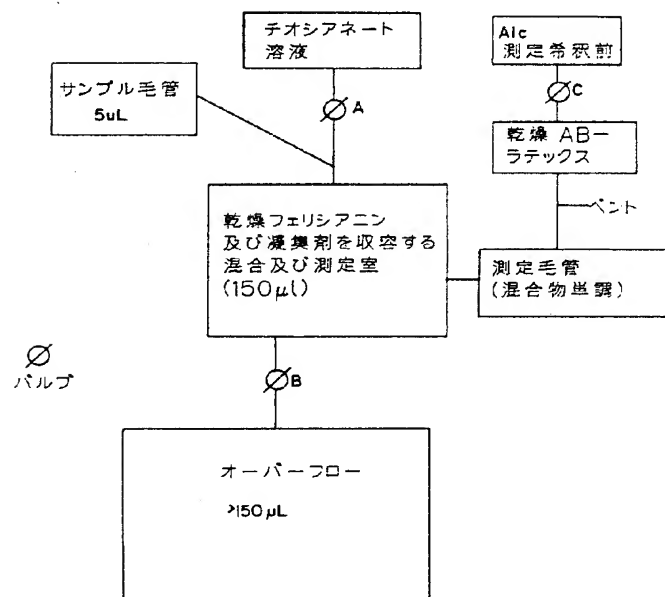 チオシアネート
溶液
A1c
測定希釈前
サンプル毛管
5uL
A
C
乾燥 AB-
ラテックス
ベント
乾燥フェリシアニン
及び凝集剤を収容する
混合及び測定室
(150μl)
測定毛管
(混合物単調)
バルブ
B
オーバーフロー
>150μL